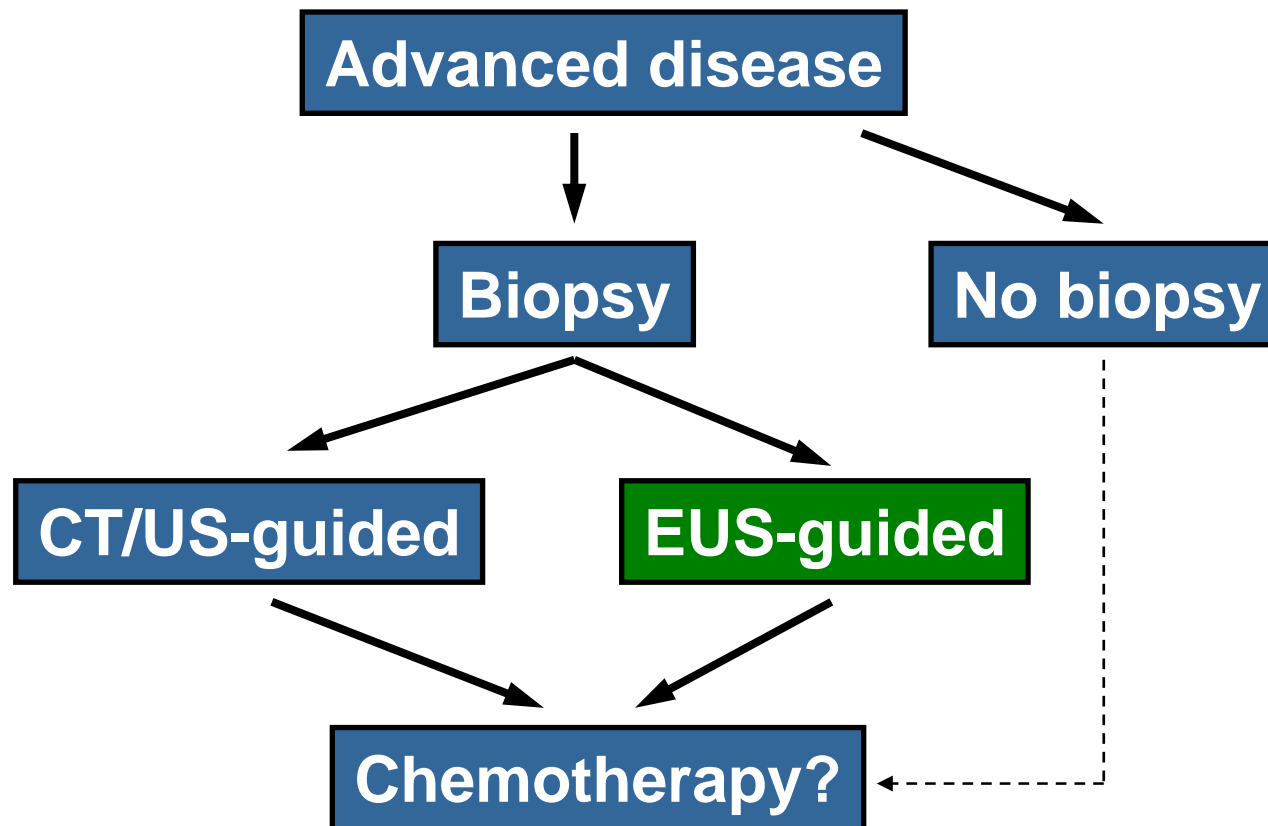 Advanced disease
Biopsy
No biopsy
CT/US-guided
EUS-guided
Chemotherapy?